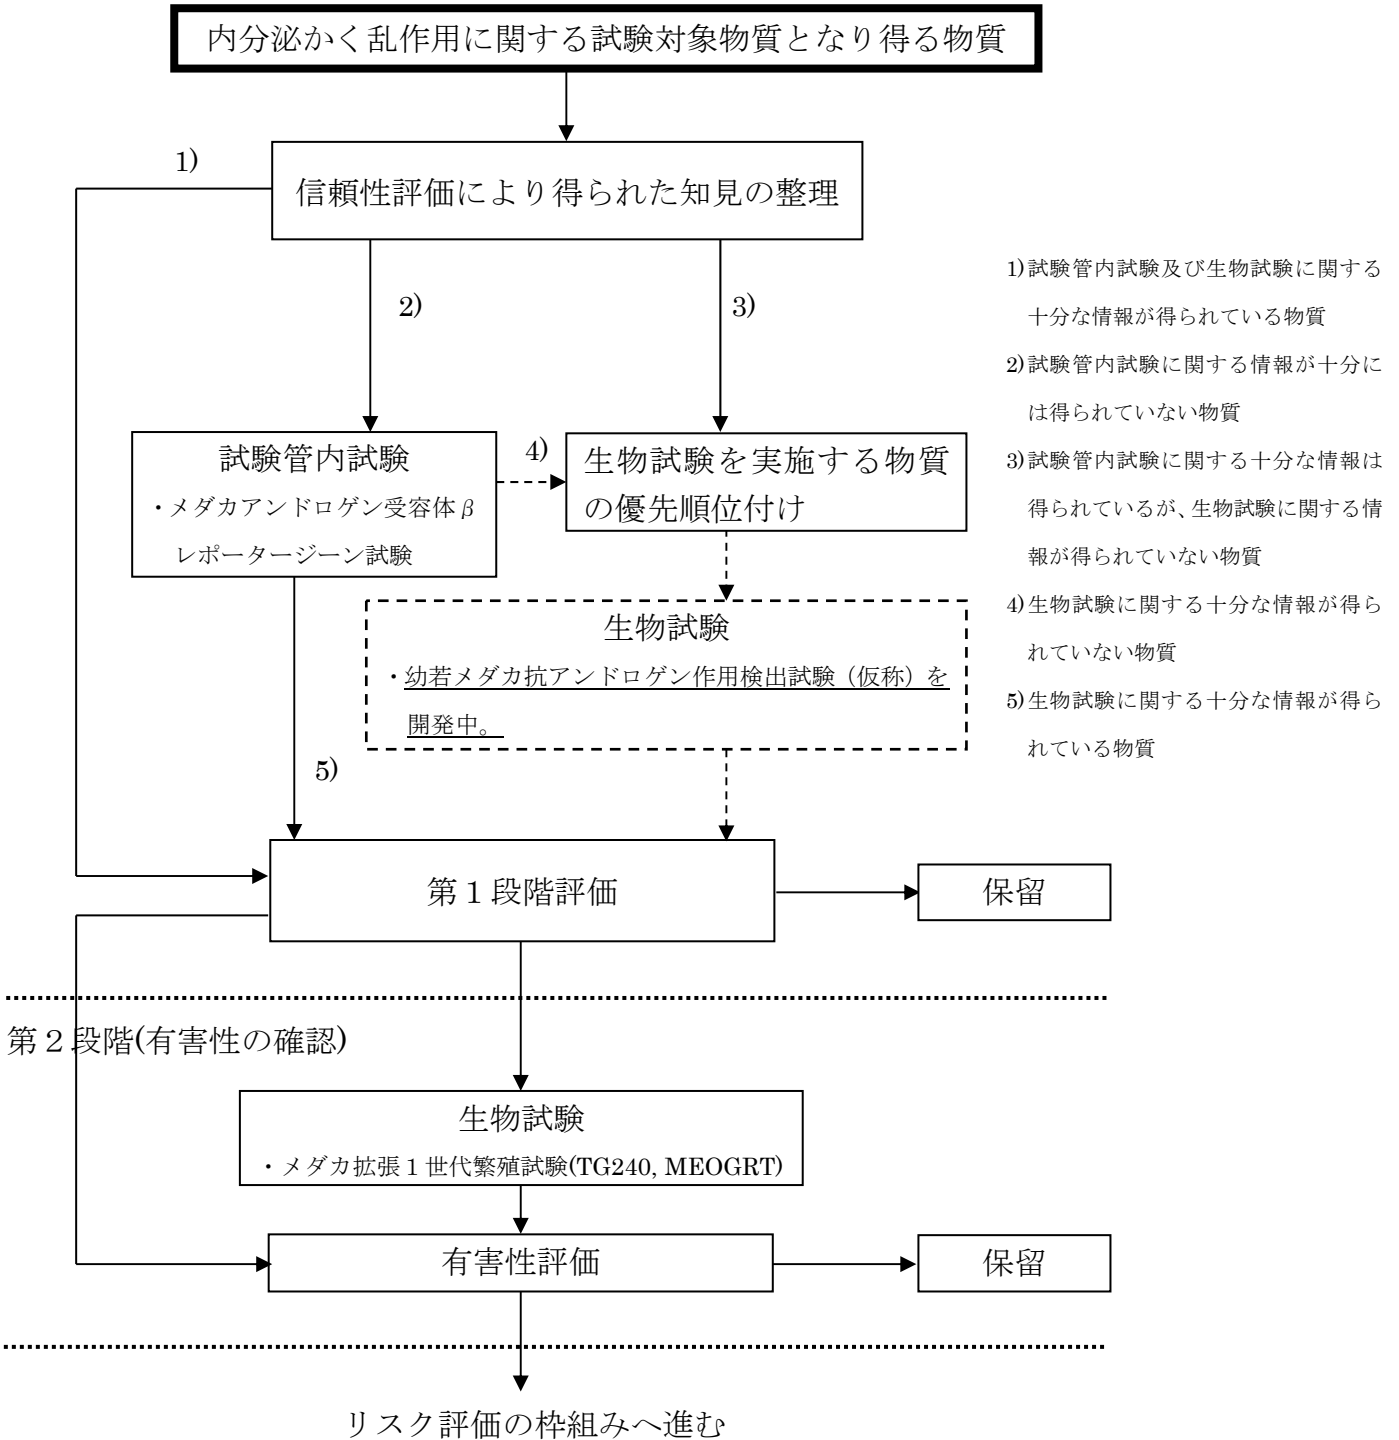 内分泌かく乱作用に関する試験対象物質となり得る物質
1)
信頼性評価により得られた知見の整理
2)
3)
1)試験管内試験及び生物試験に関する
十分な情報が得られている物質
2)試験管内試験に関する情報が十分に
は得られていない物質
3)試験管内試験に関する十分な情報は
得られているが、生物試験に関する情
報が得られていない物質
4)生物試験に関する十分な情報が得ら
れていない物質
5)生物試験に関する十分な情報が得ら
れている物質
試験管内試験
・メダカアンドロゲン受容体β
レポータージーン試験
4)
生物試験を実施する物質
の優先順位付け
生物試験
・幼若メダカ抗アンドロゲン作用検出試験（仮称）を
開発中。
5)
第１段階評価
保留
第２段階(有害性の確認)
生物試験
・メダカ拡張１世代繁殖試験(TG240, MEOGRT)
有害性評価
保留
リスク評価の枠組みへ進む